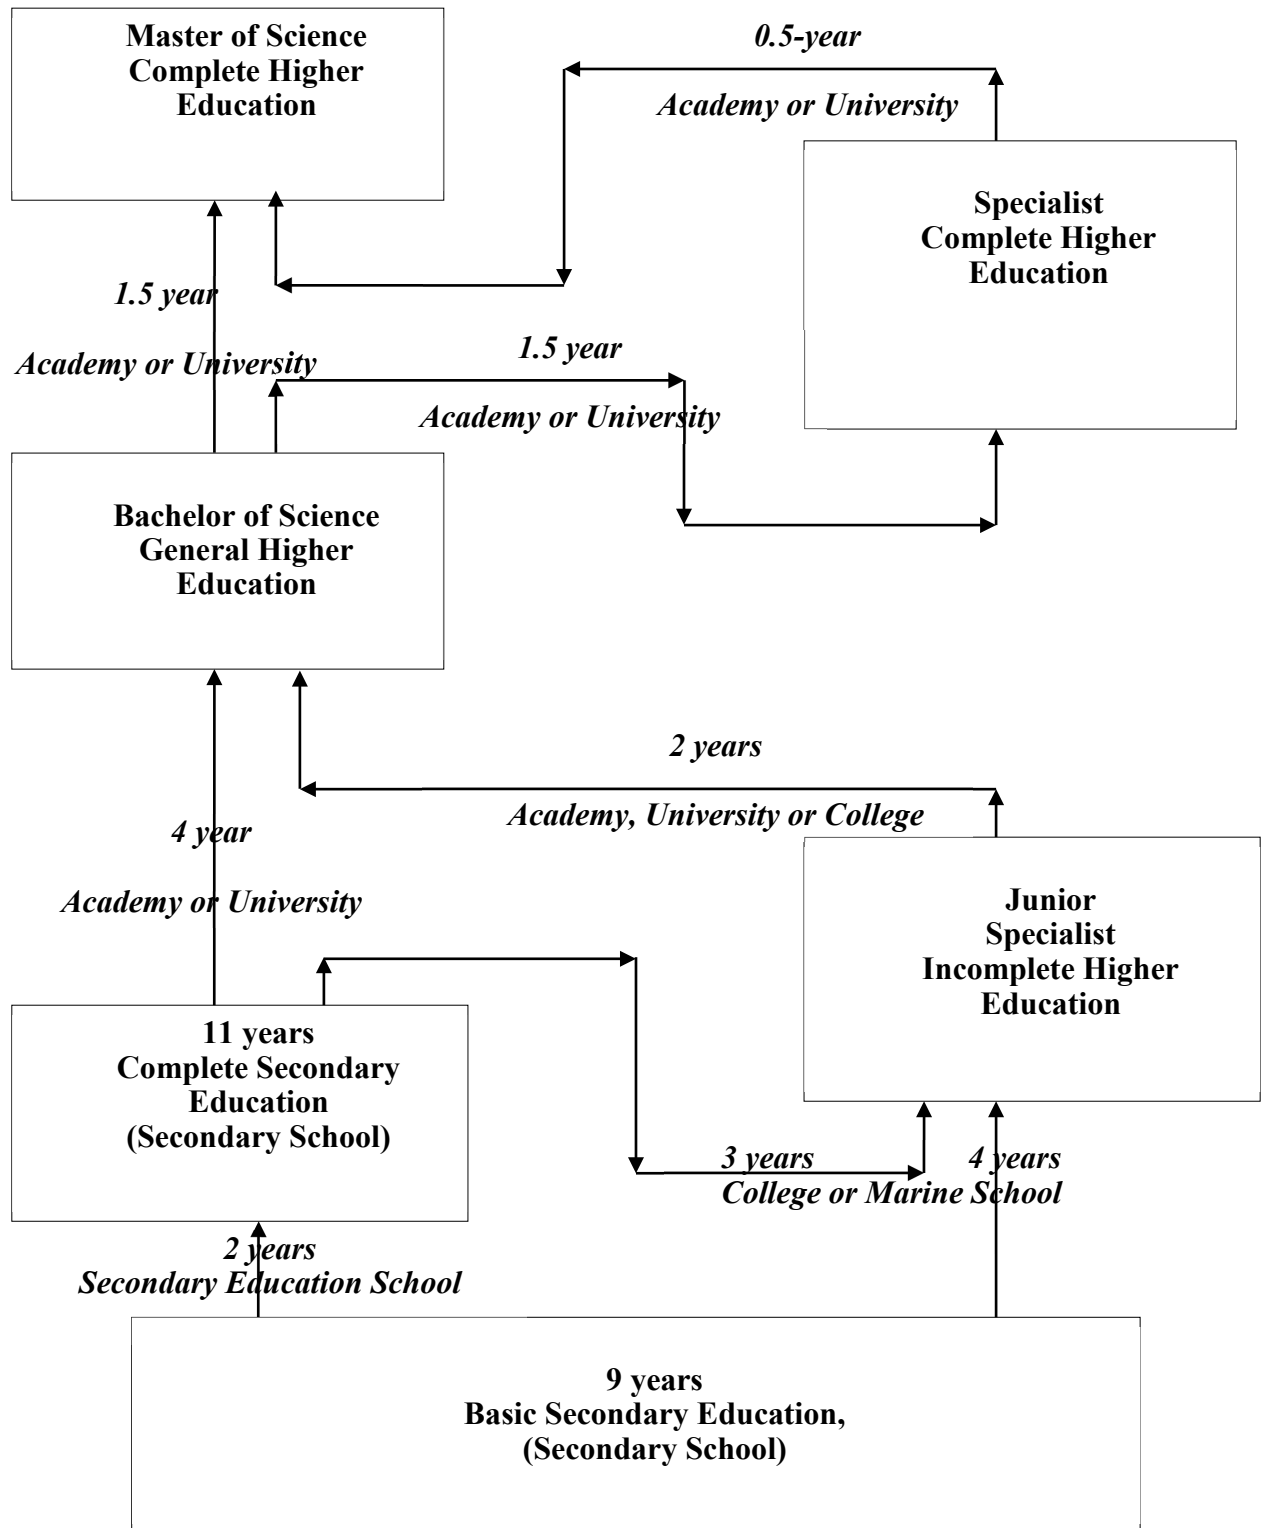 Master of Science
Complete Higher
Education
0.5-year
Academy or University
Specialist
Complete Higher
Education
1.5 year
Academy or University
1.5 year
Academy or University
Bachelor of Science
General Higher
Education
2 years
Academy, University or College
4 year
Academy or University
Junior
Specialist
Incomplete Higher
Education
11 years
Complete Secondary
Education
(Secondary School)
3 years 4 years
College or Marine School
2 years
Secondary Education School
9 years
Basic Secondary Education,
(Secondary School)